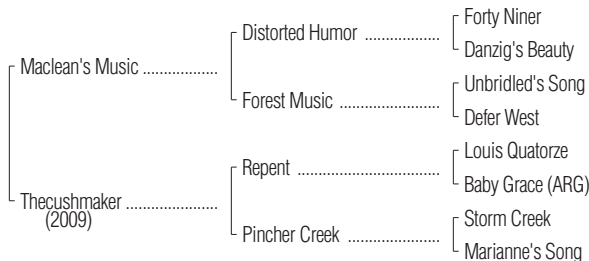 Forty Niner
Distorted Humor ..................
Danzig's Beauty
Maclean's Music ..................
Unbridled's Song
Forest Music ........................
Defer West
Louis Quatorze
Repent ..................................
Baby Grace (ARG)
Thecushmaker ......................
(2009)
Storm Creek
Pincher Creek ......................
Marianne's Song